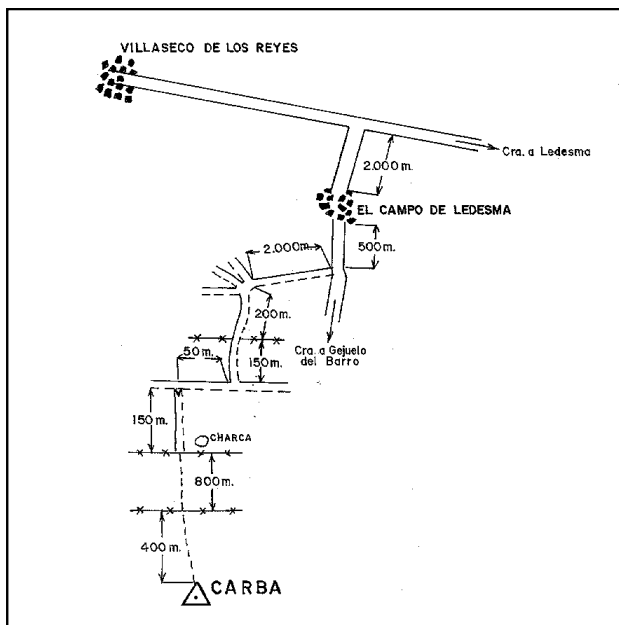 VILLASECO DE LOS REYES
Cra. a Ledesma
2.000 m.
EL CAMPO DE LEDESMA
500 m.
2.000 m.
200 m.
Cra. a Gejuelo
del Barro
50 m.
150 m.
150 m.
CHARCA
800 m.
400 m.
CARBA